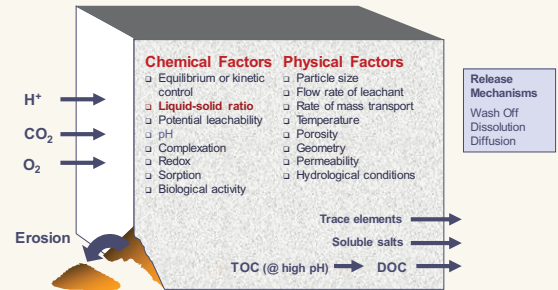 Chemical Factors
❑ Equilibrium or kinetic
control
❑ Liquid-solid ratio
❑ Potential leachability
❑ pH
❑ Complexation
❑ Redox
❑ Sorption
❑ Biological activity
Physical Factors
❑ Particle size
❑ Flow rate of leachant
❑ Rate of mass transport
❑ Temperature
❑ Porosity
❑ Geometry
❑ Permeability
❑ Hydrological conditions
Release
Mechanisms
Wash Off
Dissolution
Diffusion
H+
CO2
O2
Erosion
Trace elements
Soluble salts
TOC (@ high pH)
DOC